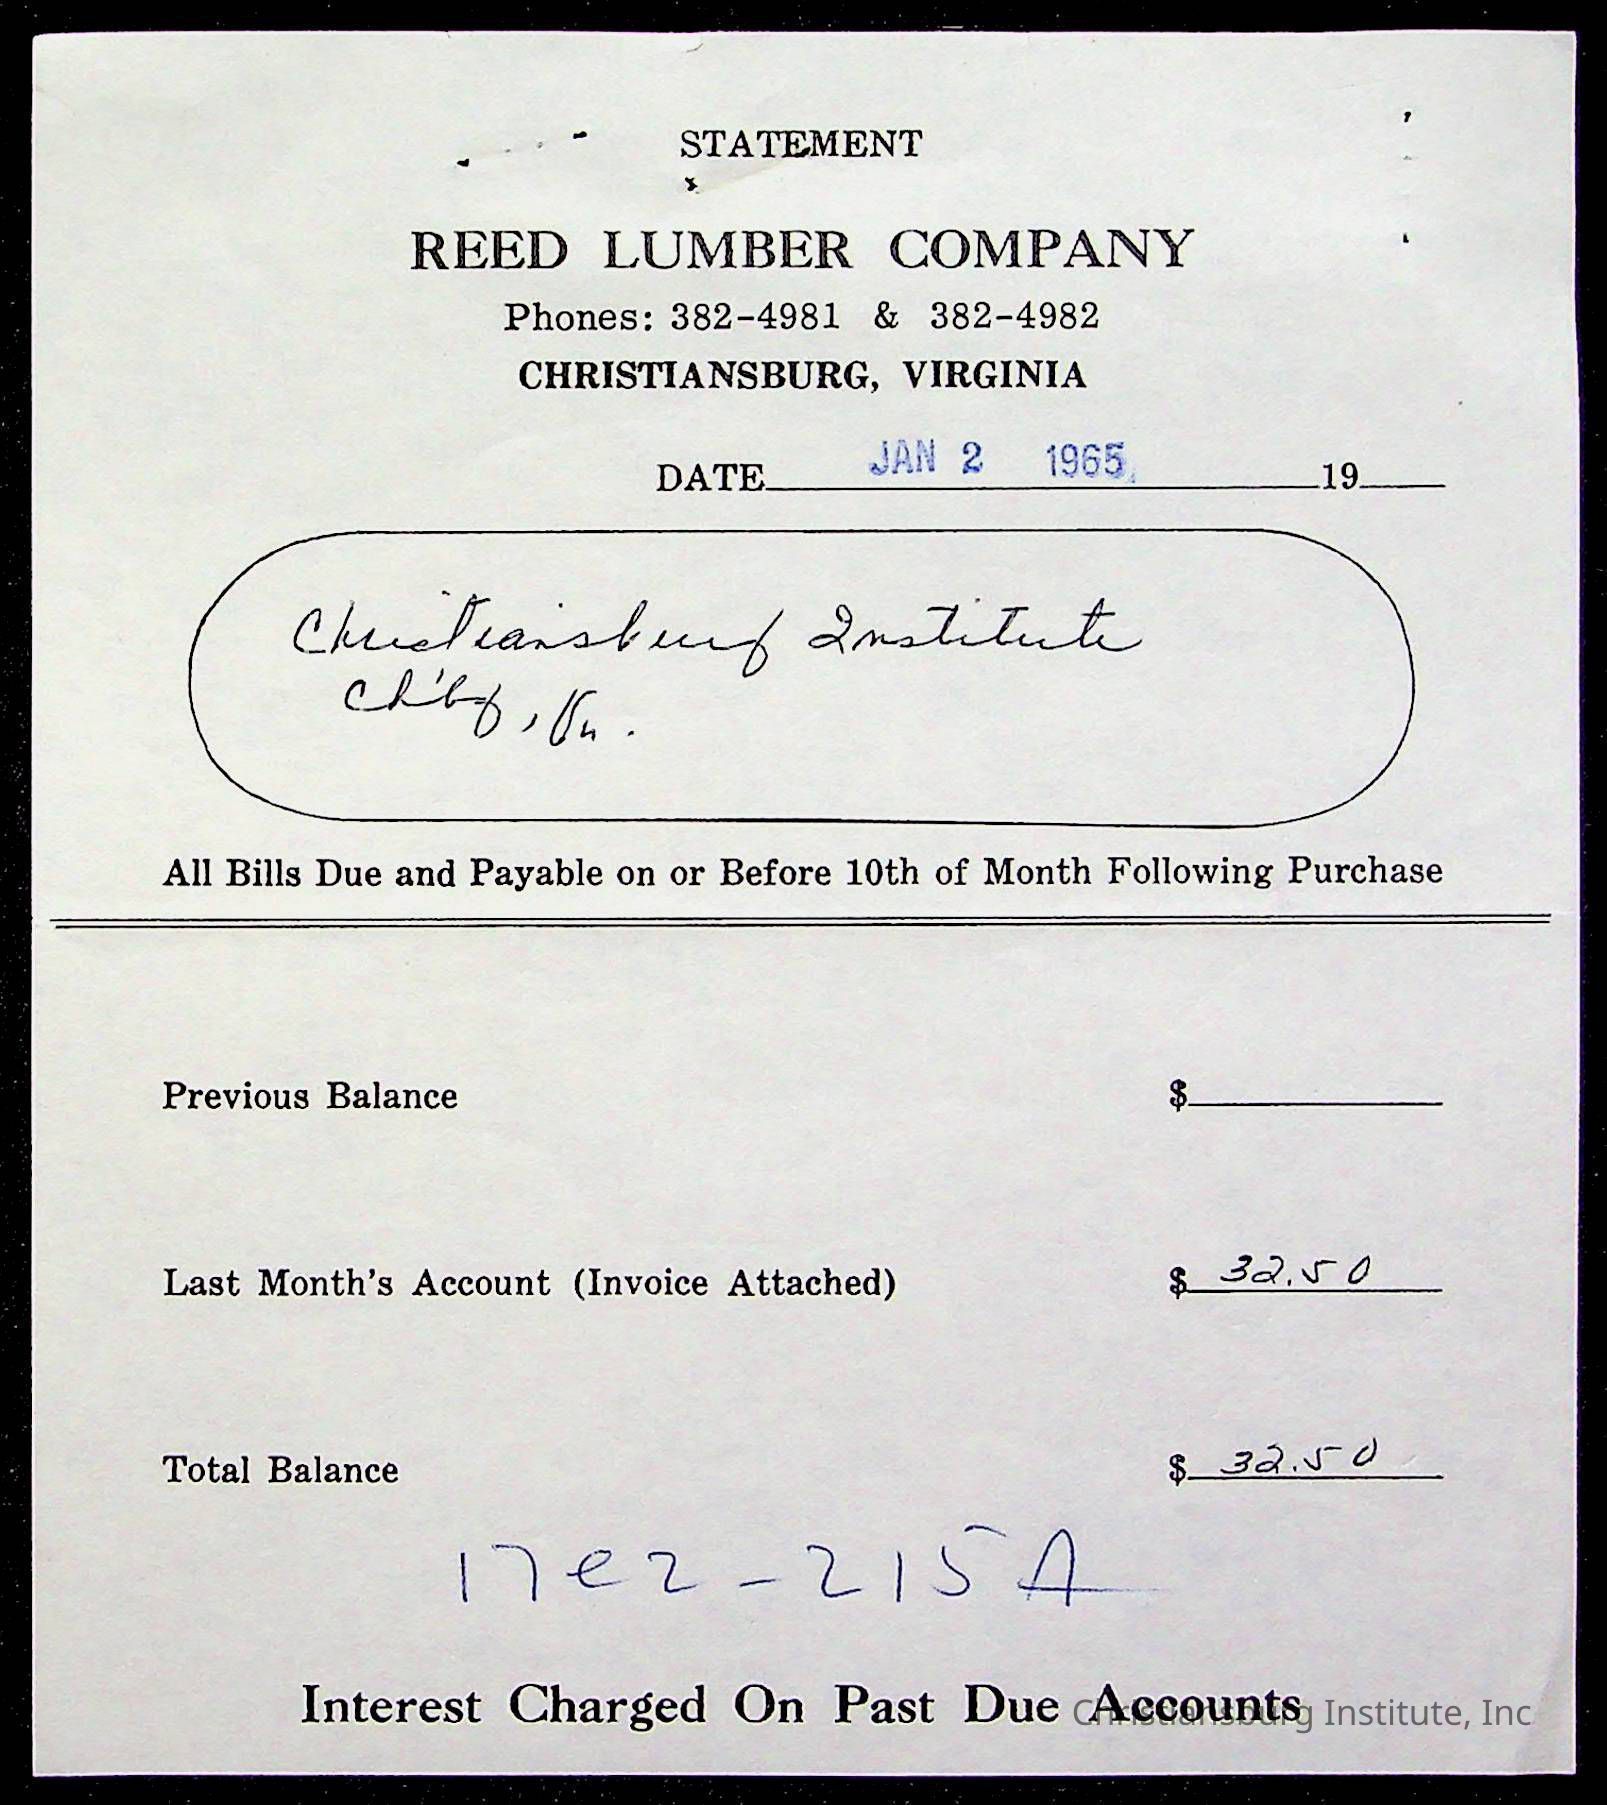 STATEMENT
REED LUMBER COMPANY
Phones: 382-4981 & 382-4982
CHRISTIANSBURG, VIRGINIA
DATE JAN 2 1965 19
Christiansburg Institute
Ch'bg, Va.
All Bills Due and Payable on or Before 10th of Month Following Purchase
Previous Balance $
Last Month's Account (Invoice Attached) $ 32.50
Total Balance $ 32.50
17e2-215A
Interest Charged On Past Due Accounts
Christiansburg Institute, Inc